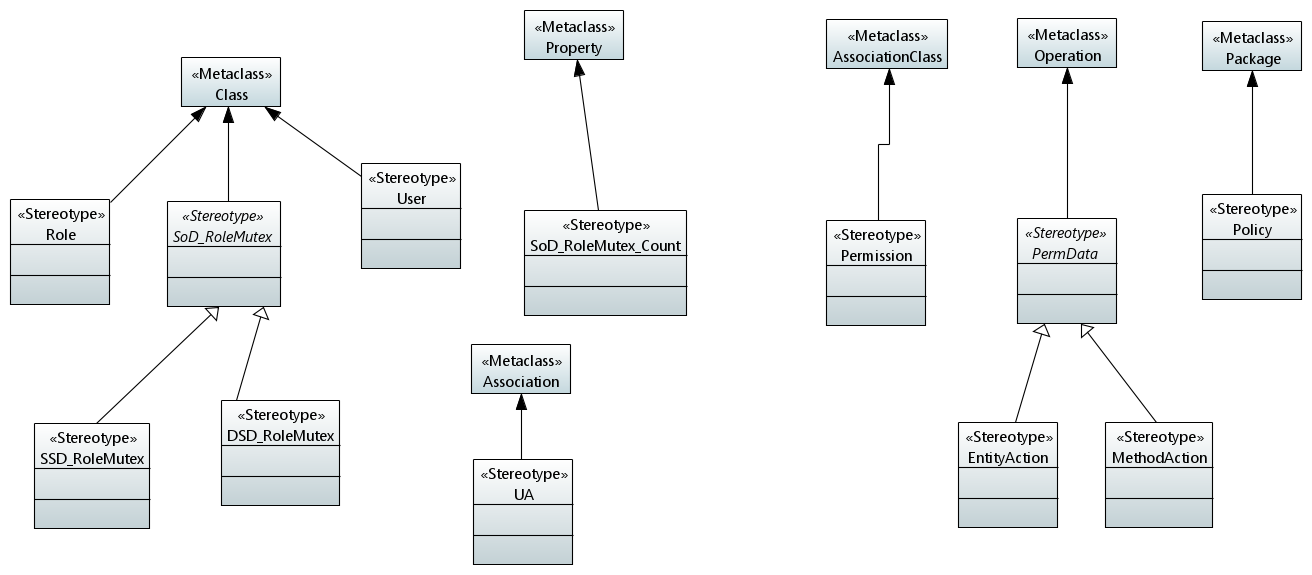 «Metaclass»
Class
«Stereotype»
Role
«Stereotype»
SoD_RoleMutex
«Stereotype»
User
«Stereotype»
SSD_RoleMutex
«Stereotype»
DSD_RoleMutex
«Metaclass»
Property
«Stereotype»
SoD_RoleMutex_Count
«Metaclass»
Association
«Stereotype»
UA
«Metaclass»
AssociationClass
«Stereotype»
Permission
«Metaclass»
Operation
«Stereotype»
PermData
«Stereotype»
EntityAction
«Stereotype»
MethodAction
«Metaclass»
Package
«Stereotype»
Policy